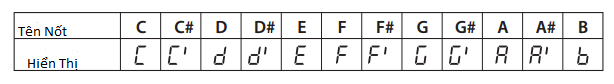 Tên Nốt C C# D D# E F F# G G# A A# B
Hiển Thị C C' d d' E F F' G G' A A' b